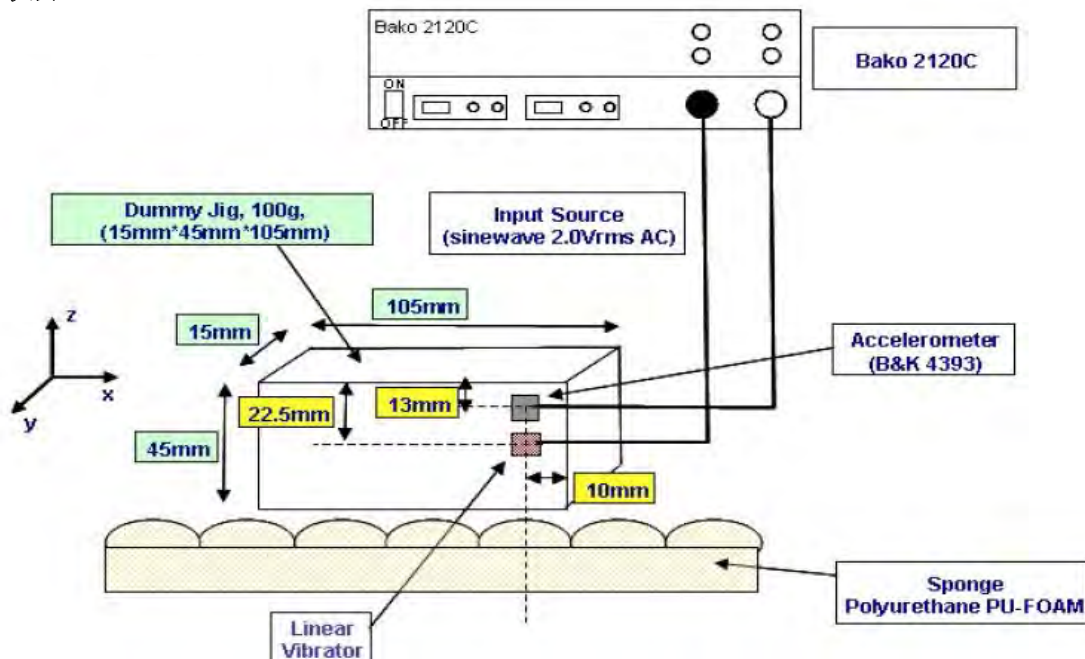 Bako 2120C
Bako 2120C
ON
OFF
Dummy Jig, 100g,
(15mm*45mm*105mm)
Input Source
(sinewave 2.0Vrms AC)
105mm
15mm
z
x
y
Accelerometer
(B&K 4393)
13mm
22.5mm
45mm
10mm
Sponge
Polyurethane PU-FOAM
Linear
Vibrator